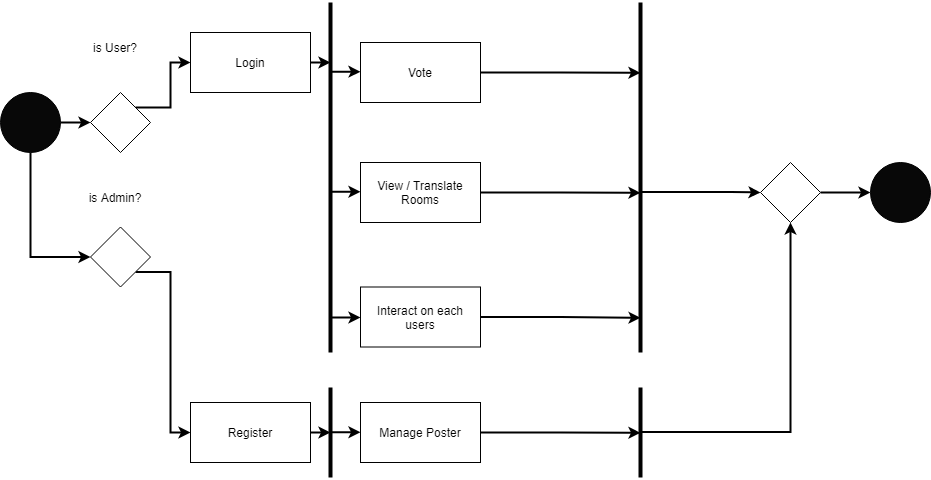 is User?
Login
Vote
View / Translate
Rooms
is Admin?
Interact on each
users
Register
Manage Poster